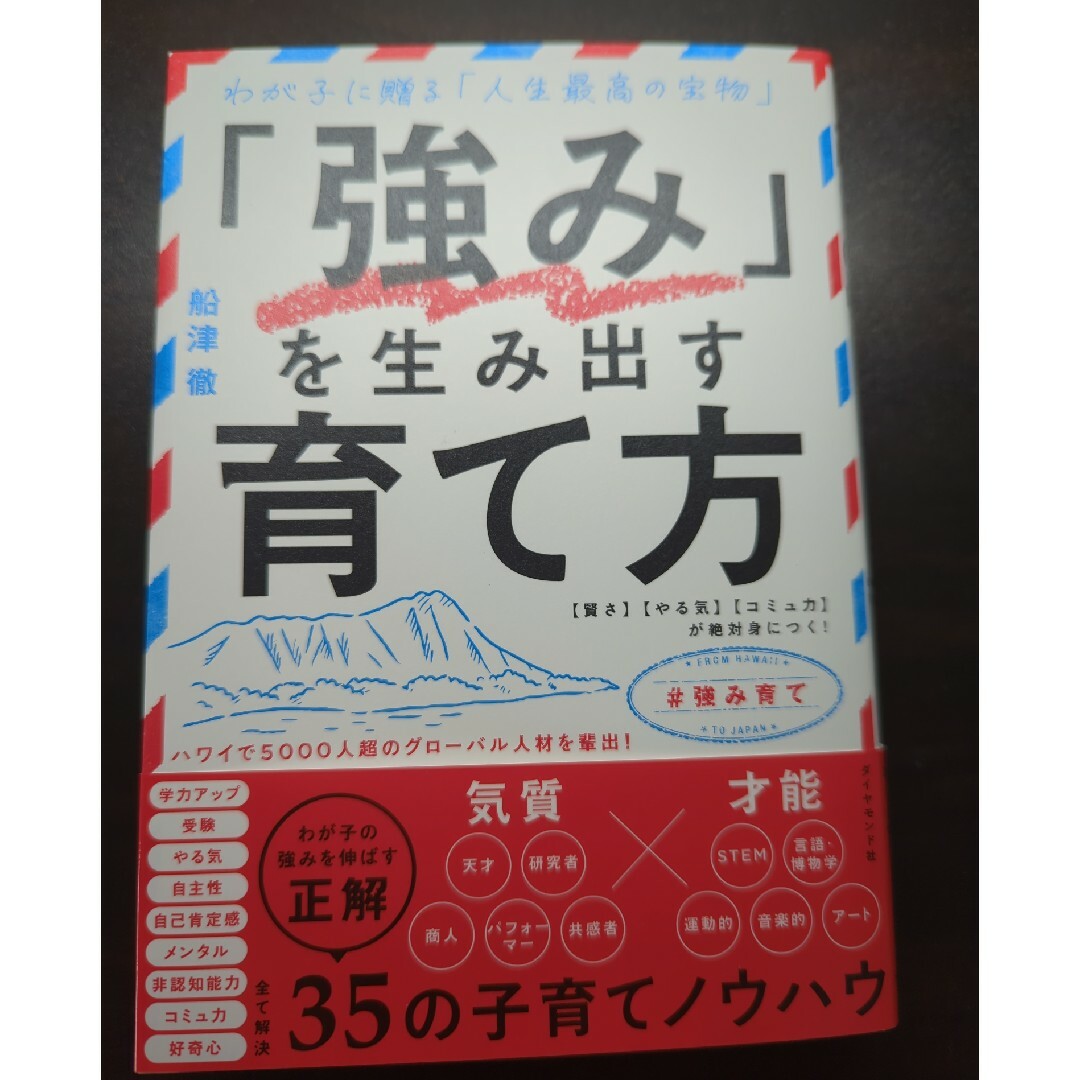 わが子に贈る「人生最高の宝物」
「強み」
を生み出す
育て方
船津 徹
【賢さ】【やる気】【コミュ力】
が絶対身につく!
★ FROM HAWAII ★
#強み育て
★ TO JAPAN ★
ハワイで5000人超のグローバル人材を輩出!
ダイヤモンド社
学力アップ
受験
やる気
自主性
自己肯定感
メンタル
非認知能力
コミュ力
好奇心
全て解決
わが子の
強みを伸ばす
正解
気質
天才
研究者
商人
パフォー
マー
共感者
才能
STEM
言語・
博物学
運動的
音楽的
アート
35の子育てノウハウ